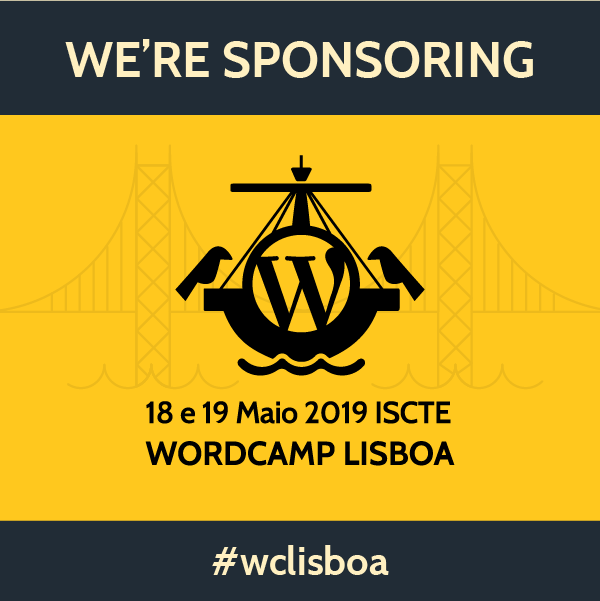 WE’RE SPONSORING
W
18 e 19 Maio 2019 ISCTE
WORDCAMP LISBOA
#wclisboa